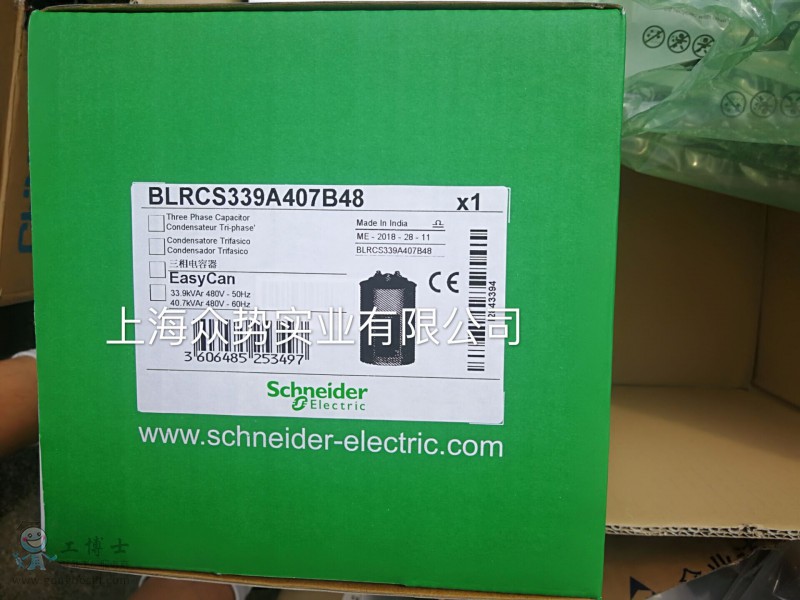 BLRCS339A407B48 x1
Three Phase Capacitor
Condensateur Tri-phase'
Condensatore Trifasico
Condensador Trifasico
三相电容器
EasyCan
33.9kVAr 480V - 50Hz
40.7kVAr 480V - 60Hz
Made In India
ME - 2018 - 28 - 11
BLRCS339A407B48
CE
43394
上海众势实业有限公司
3 606485 253497
Schneider
Electric
www.schneider-electric.com
工博士
企业